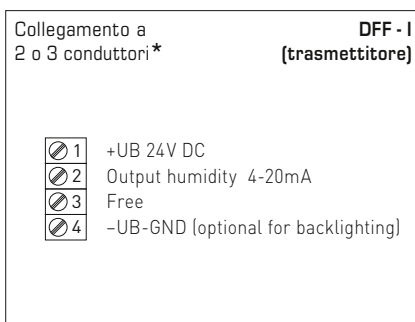 Collegamento a
2 o 3 conduttori*
DFF - I
(trasmettitore)
1 +UB 24V DC
2 Output humidity 4-20mA
3 Free
4 –UB-GND (optional for backlighting)